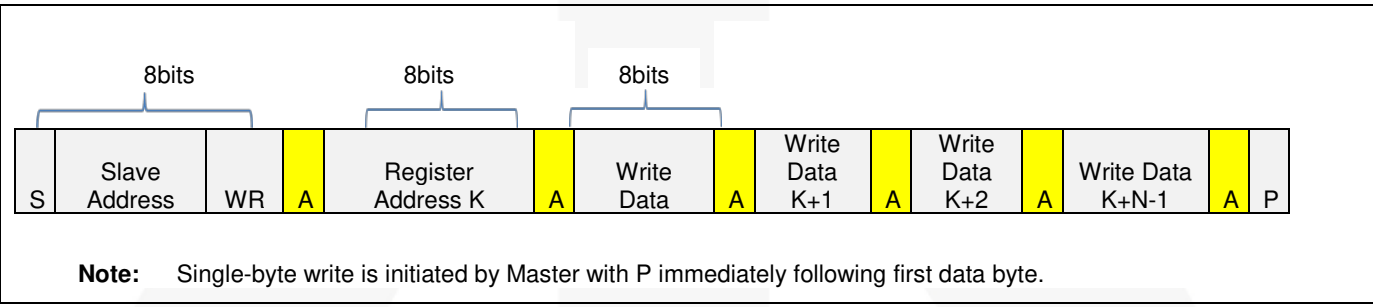 8bits 8bits 8bits
S Slave Address WR A Register Address K A Write Data A Write Data K+1 A Write Data K+2 A Write Data K+N-1 A P
Note: Single-byte write is initiated by Master with P immediately following first data byte.